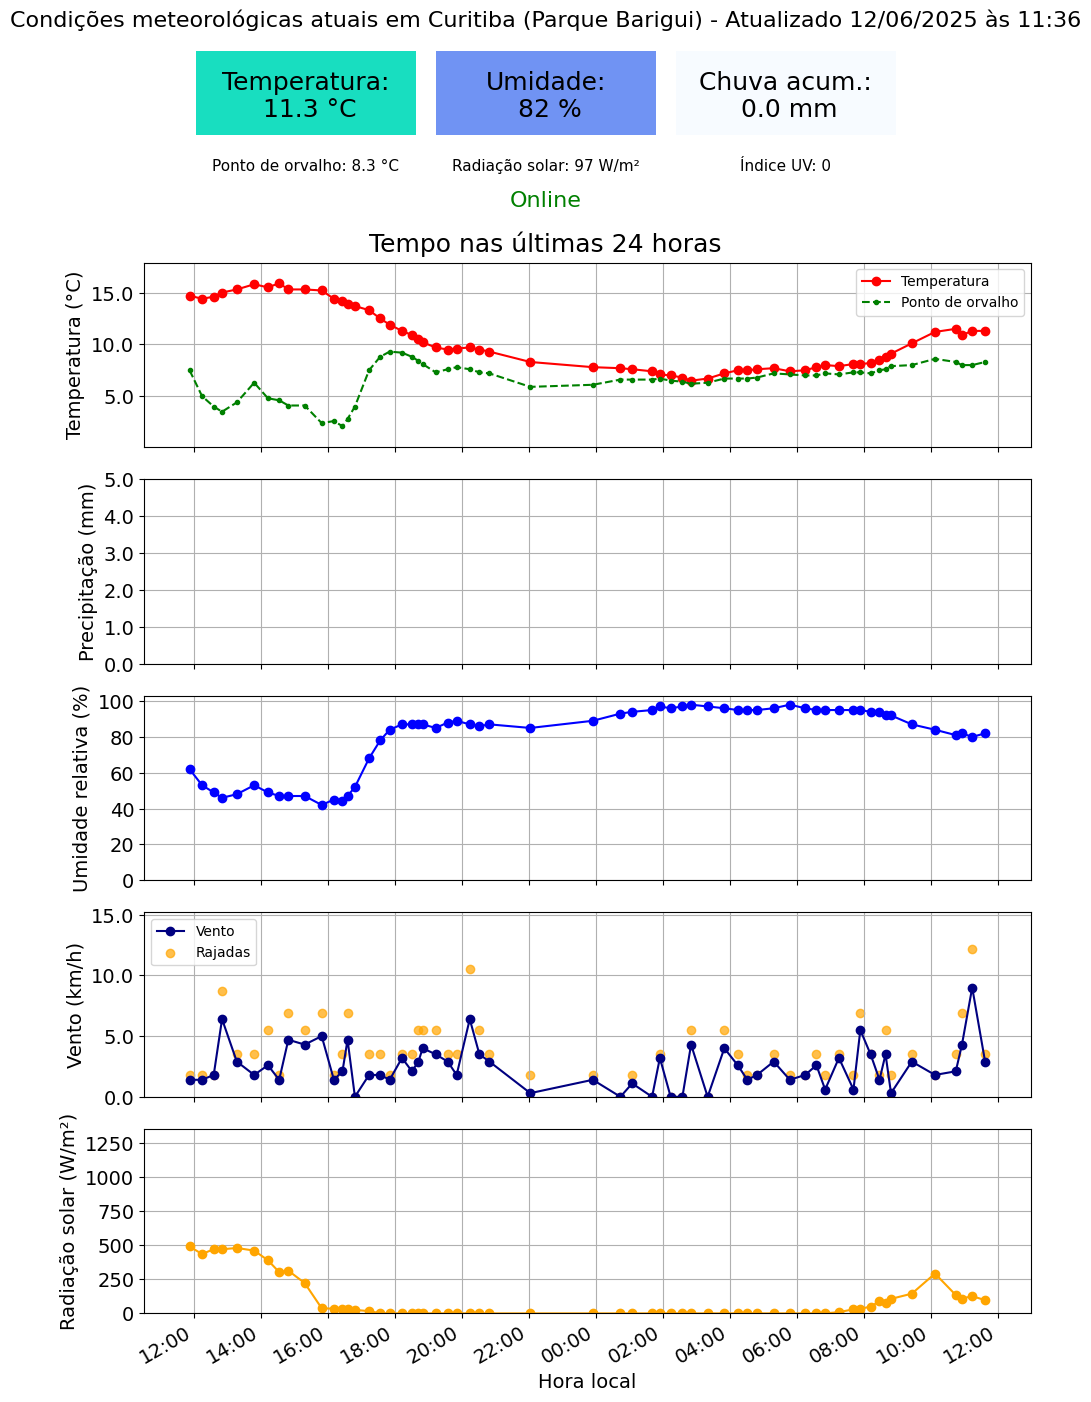 Condições meteorológicas atuais em Curitiba (Parque Barigui) - Atualizado 12/06/2025 às 11:36
Temperatura:
11.3 °C
Umidade:
82 %
Chuva acum.:
0.0 mm
Ponto de orvalho: 8.3 °C
Radiação solar: 97 W/m²
Índice UV: 0
Online
Tempo nas últimas 24 horas
Temperatura (°C)
15.0
10.0
5.0
Temperatura
Ponto de orvalho
Precipitação (mm)
5.0
4.0
3.0
2.0
1.0
0.0
Umidade relativa (%)
100
80
60
40
20
0
Vento (km/h)
15.0
10.0
5.0
0.0
Vento
Rajadas
Radiação solar (W/m²)
1250
1000
750
500
250
0
12:00
14:00
16:00
18:00
20:00
22:00
00:00
02:00
04:00
06:00
08:00
10:00
12:00
Hora local